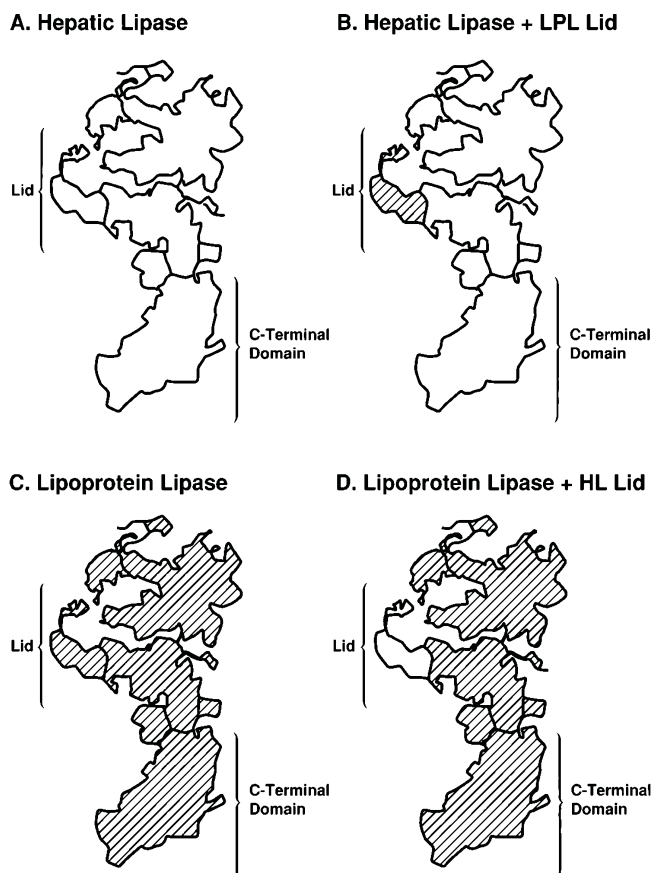 A. Hepatic Lipase
B. Hepatic Lipase + LPL Lid
Lid
Lid
C-Terminal
Domain
C-Terminal
Domain
C. Lipoprotein Lipase
D. Lipoprotein Lipase + HL Lid
Lid
Lid
C-Terminal
Domain
C-Terminal
Domain